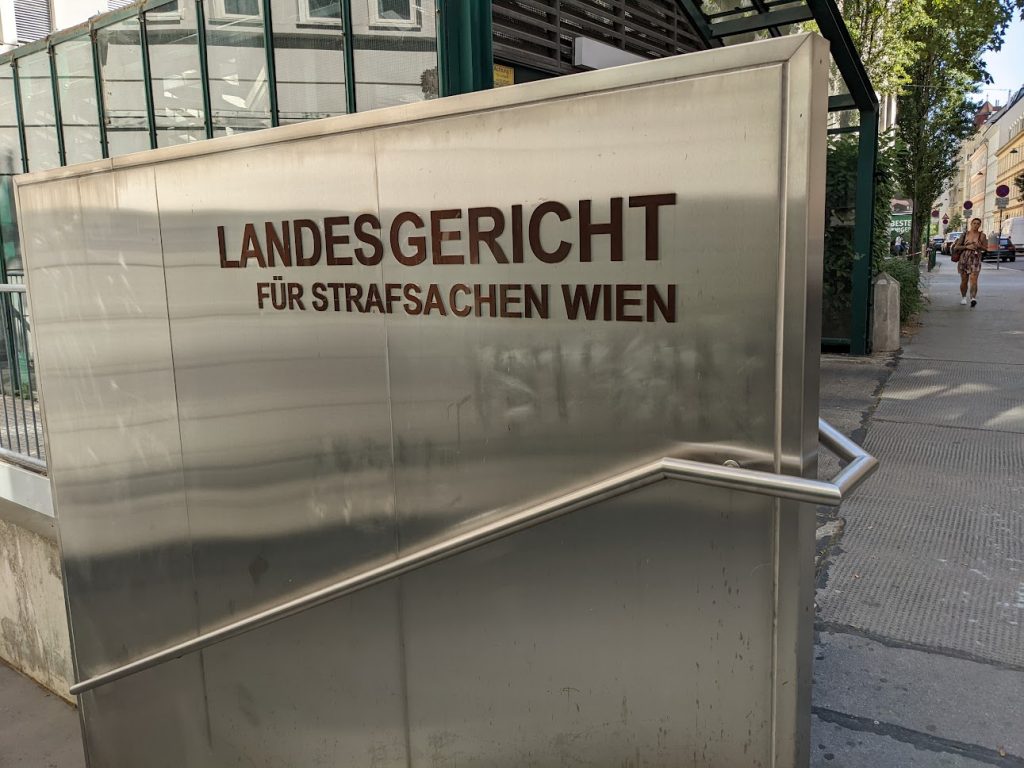 LANDESGERICHT
FÜR STRAFSACHEN WIEN